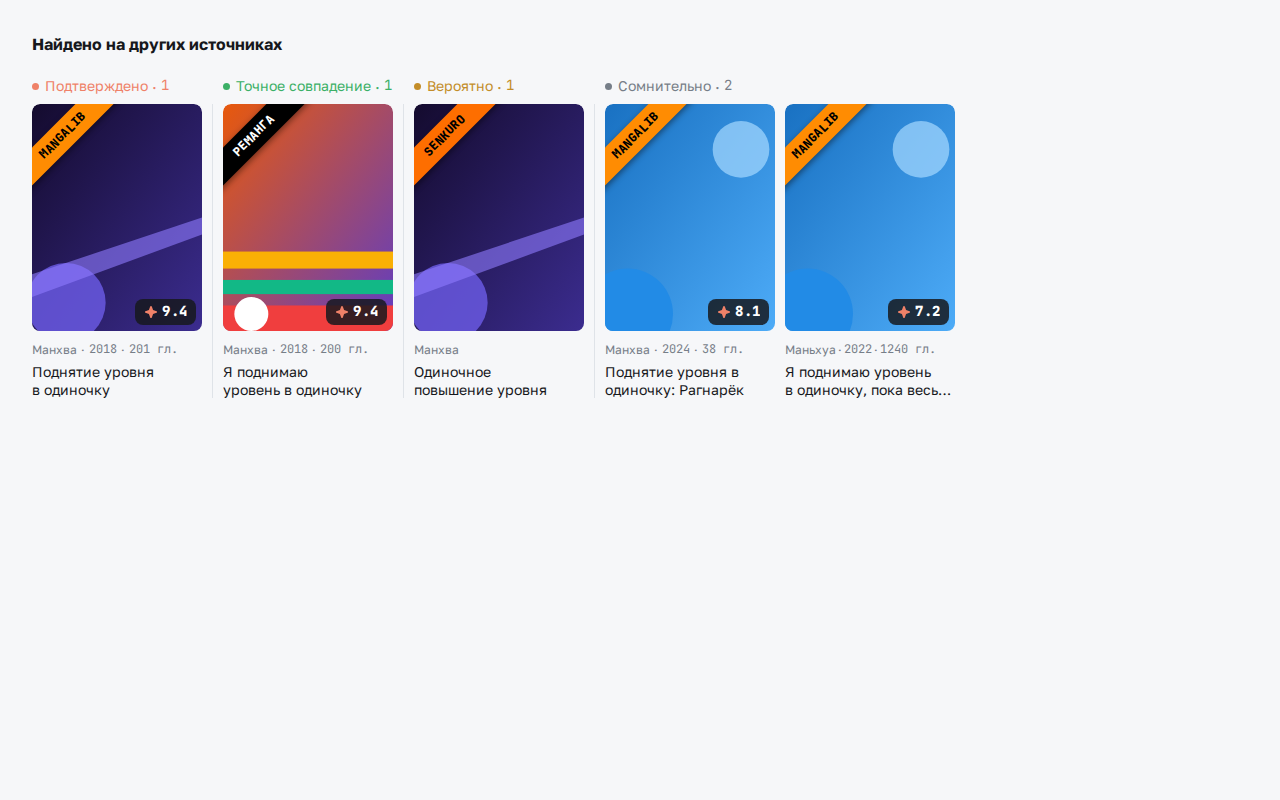 Найдено на других источниках
Подтверждено · 1
Точное совпадение · 1
Вероятно · 1
Сомнительно · 2
MANGALIB
РЕМАНГА
SENKURO
MANGALIB
MANGALIB
9.4
9.4
8.1
7.2
Манхва · 2018 · 201 гл.
Поднятие уровня
в одиночку
Манхва · 2018 · 200 гл.
Я поднимаю
уровень в одиночку
Манхва
Одиночное
повышение уровня
Манхва · 2024 · 38 гл.
Поднятие уровня в
одиночку: Рагнарёк
Маньхуа · 2022 · 1240 гл.
Я поднимаю уровень
в одиночку, пока весь…